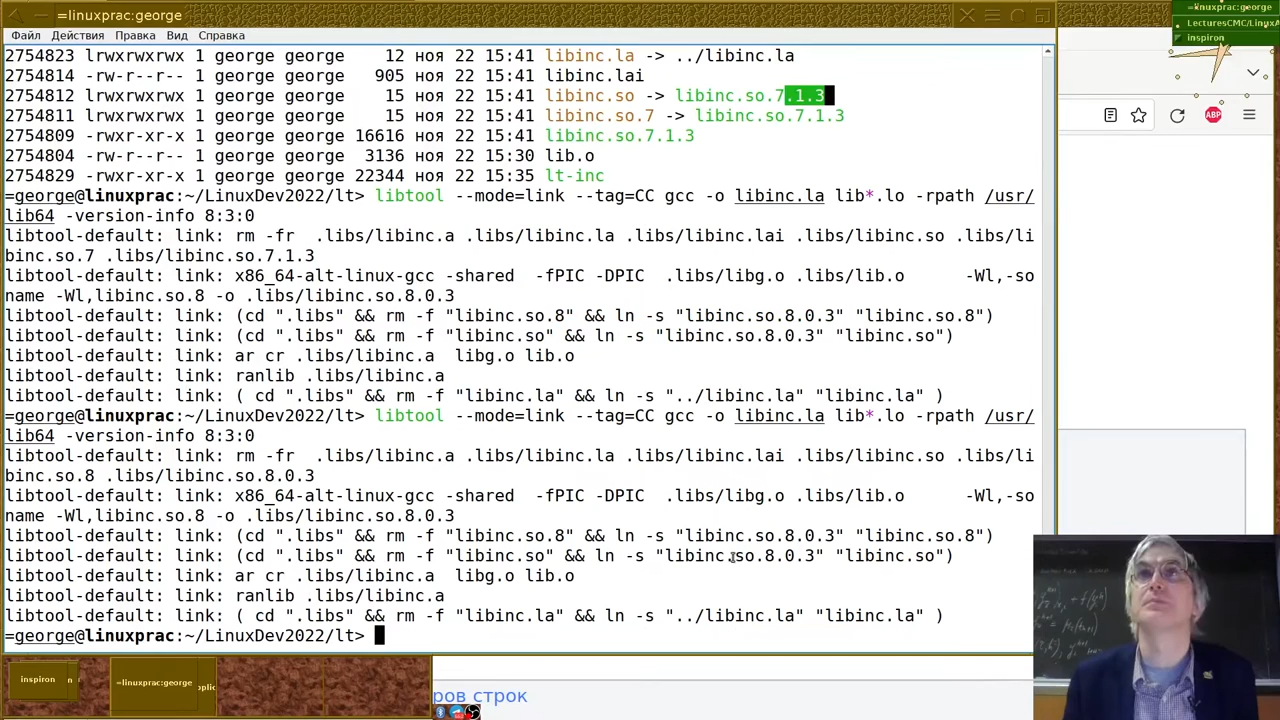 =linuxprac:george
Файл Действия Правка Вид Справка
2754823 lrwxrwxrwx 1 george george    12 ноя 22 15:41 libinc.la -> ../libinc.la
2754814 -rw-r--r-- 1 george george   905 ноя 22 15:41 libinc.lai
2754812 lrwxrwxrwx 1 george george    15 ноя 22 15:41 libinc.so -> libinc.so.7.1.3
2754811 lrwxrwxrwx 1 george george    15 ноя 22 15:41 libinc.so.7 -> libinc.so.7.1.3
2754809 -rwxr-xr-x 1 george george 16616 ноя 22 15:41 libinc.so.7.1.3
2754804 -rw-r--r-- 1 george george  3136 ноя 22 15:30 lib.o
2754829 -rwxr-xr-x 1 george george 22344 ноя 22 15:35 lt-inc
=george@linuxprac:~/LinuxDev2022/lt> libtool --mode=link --tag=CC gcc -o libinc.la lib*.lo -rpath /usr/
lib64 -version-info 8:3:0
libtool-default: link: rm -fr  .libs/libinc.a .libs/libinc.la .libs/libinc.lai .libs/libinc.so .libs/li
binc.so.7 .libs/libinc.so.7.1.3
libtool-default: link: x86_64-alt-linux-gcc -shared  -fPIC -DPIC  .libs/libg.o .libs/lib.o      -Wl,-so
name -Wl,libinc.so.8 -o .libs/libinc.so.8.0.3
libtool-default: link: (cd ".libs" && rm -f "libinc.so.8" && ln -s "libinc.so.8.0.3" "libinc.so.8")
libtool-default: link: (cd ".libs" && rm -f "libinc.so" && ln -s "libinc.so.8.0.3" "libinc.so")
libtool-default: link: ar cr .libs/libinc.a  libg.o lib.o
libtool-default: link: ranlib .libs/libinc.a
libtool-default: link: ( cd ".libs" && rm -f "libinc.la" && ln -s "../libinc.la" "libinc.la" )
=george@linuxprac:~/LinuxDev2022/lt> libtool --mode=link --tag=CC gcc -o libinc.la lib*.lo -rpath /usr/
lib64 -version-info 8:3:0
libtool-default: link: rm -fr  .libs/libinc.a .libs/libinc.la .libs/libinc.lai .libs/libinc.so .libs/li
binc.so.8 .libs/libinc.so.8.0.3
libtool-default: link: x86_64-alt-linux-gcc -shared  -fPIC -DPIC  .libs/libg.o .libs/lib.o      -Wl,-so
name -Wl,libinc.so.8 -o .libs/libinc.so.8.0.3
libtool-default: link: (cd ".libs" && rm -f "libinc.so.8" && ln -s "libinc.so.8.0.3" "libinc.so.8")
libtool-default: link: (cd ".libs" && rm -f "libinc.so" && ln -s "libinc.so.8.0.3" "libinc.so")
libtool-default: link: ar cr .libs/libinc.a  libg.o lib.o
libtool-default: link: ranlib .libs/libinc.a
libtool-default: link: ( cd ".libs" && rm -f "libinc.la" && ln -s "../libinc.la" "libinc.la" )
=george@linuxprac:~/LinuxDev2022/lt>
=linuxprac:george
LecturesCMC/LinuxA
inspiron
ABP
inspiron
=linuxprac:george
ров строк